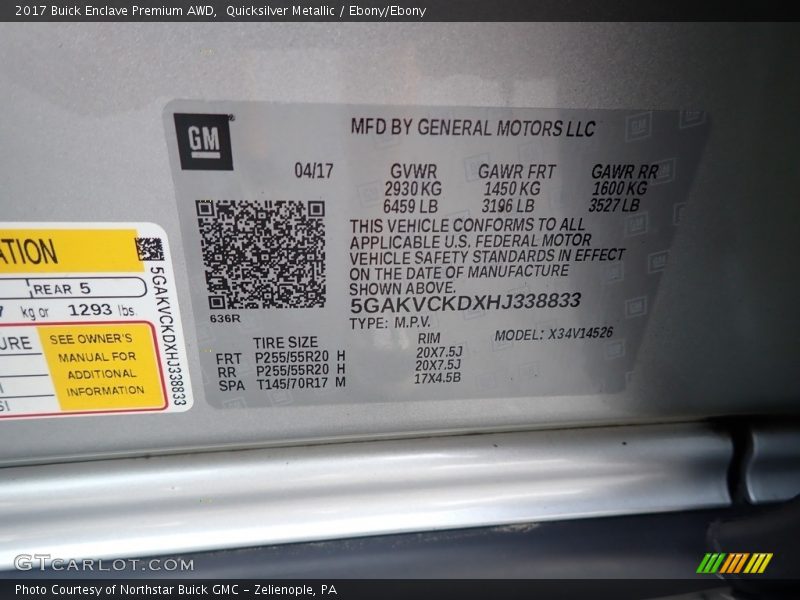 2017 Buick Enclave Premium AWD, Quicksilver Metallic / Ebony/Ebony
GM
MFD BY GENERAL MOTORS LLC
04/17
GVWR GAWR FRT GAWR RR
2930 KG 1450 KG 1600 KG
6459 LB 3196 LB 3527 LB
THIS VEHICLE CONFORMS TO ALL
APPLICABLE U.S. FEDERAL MOTOR
VEHICLE SAFETY STANDARDS IN EFFECT
ON THE DATE OF MANUFACTURE
SHOWN ABOVE.
5GAKVCKDXHJ338833
TYPE: M.P.V. MODEL: X34V14526
636R
TIRE SIZE RIM
FRT P255/55R20 H 20X7.5J
RR P255/55R20 H 20X7.5J
SPA T145/70R17 M 17X4.5B
ATION
REAR 5
7 kg or 1293 lbs.
URE
SEE OWNER'S
MANUAL FOR
ADDITIONAL
INFORMATION
SI
5GAKVCKDXHJ338833
GTCARLOT.COM
Photo Courtesy of Northstar Buick GMC - Zelienople, PA